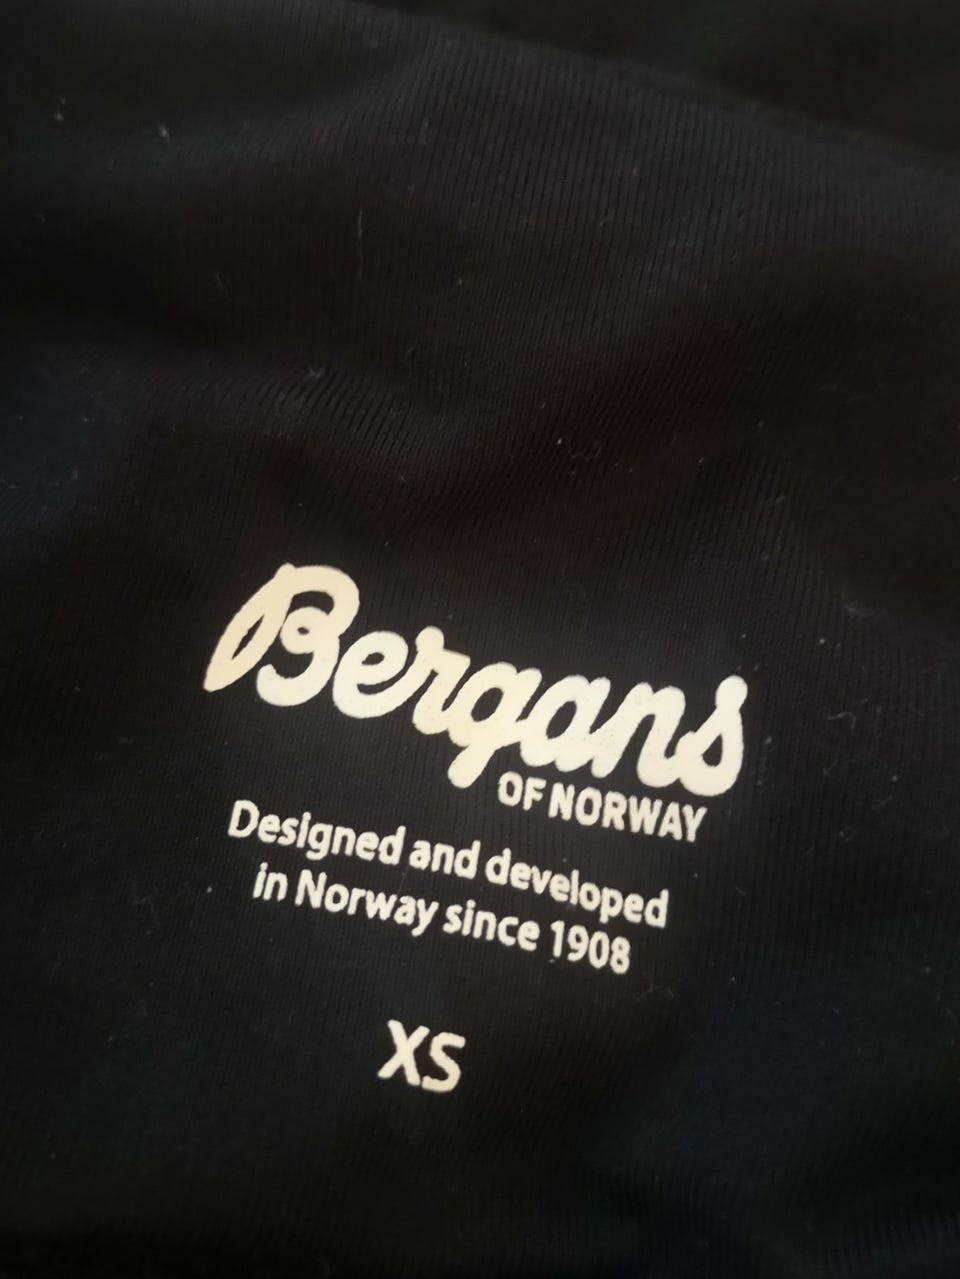 Bergans
OF NORWAY
Designed and developed
in Norway since 1908
XS